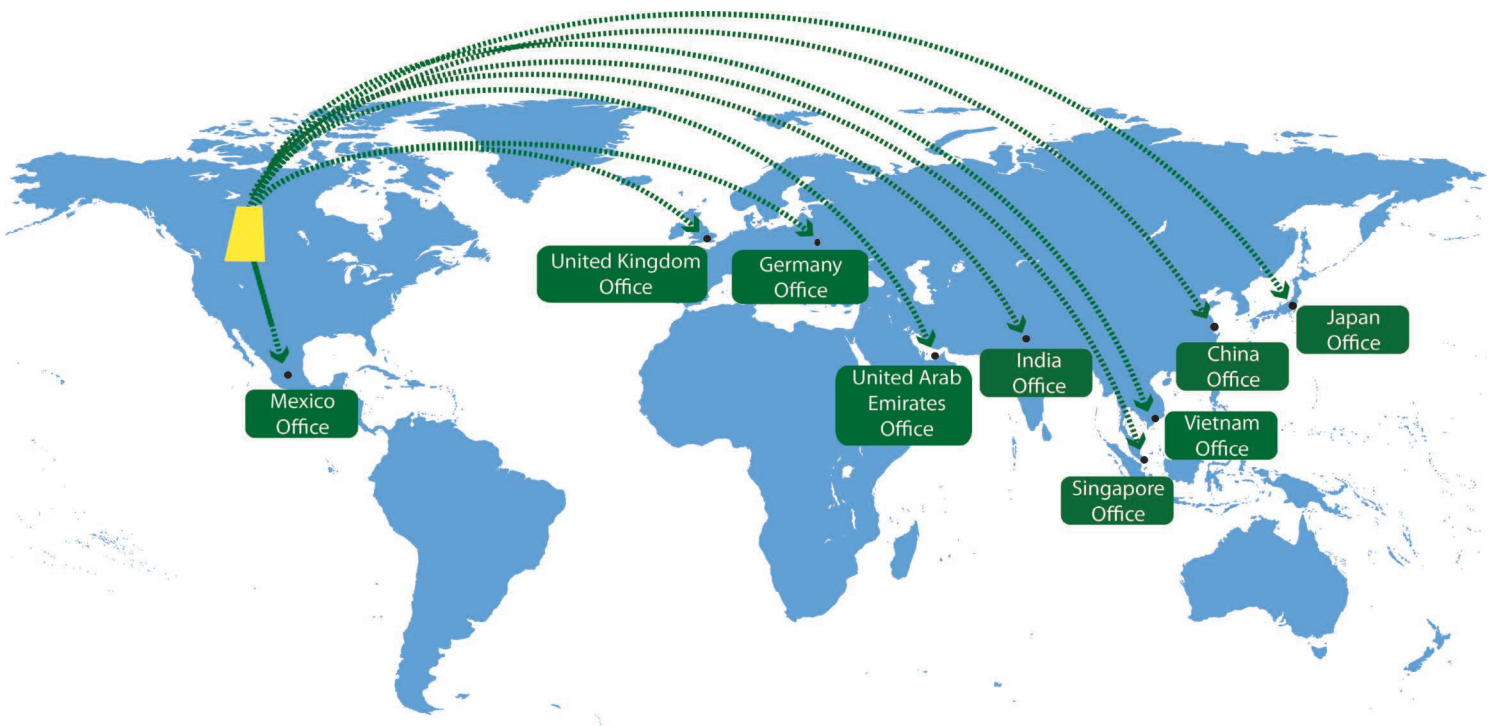 United Kingdom
Office
Germany
Office
Japan
Office
China
Office
India
Office
United Arab
Emirates
Office
Mexico
Office
Vietnam
Office
Singapore
Office